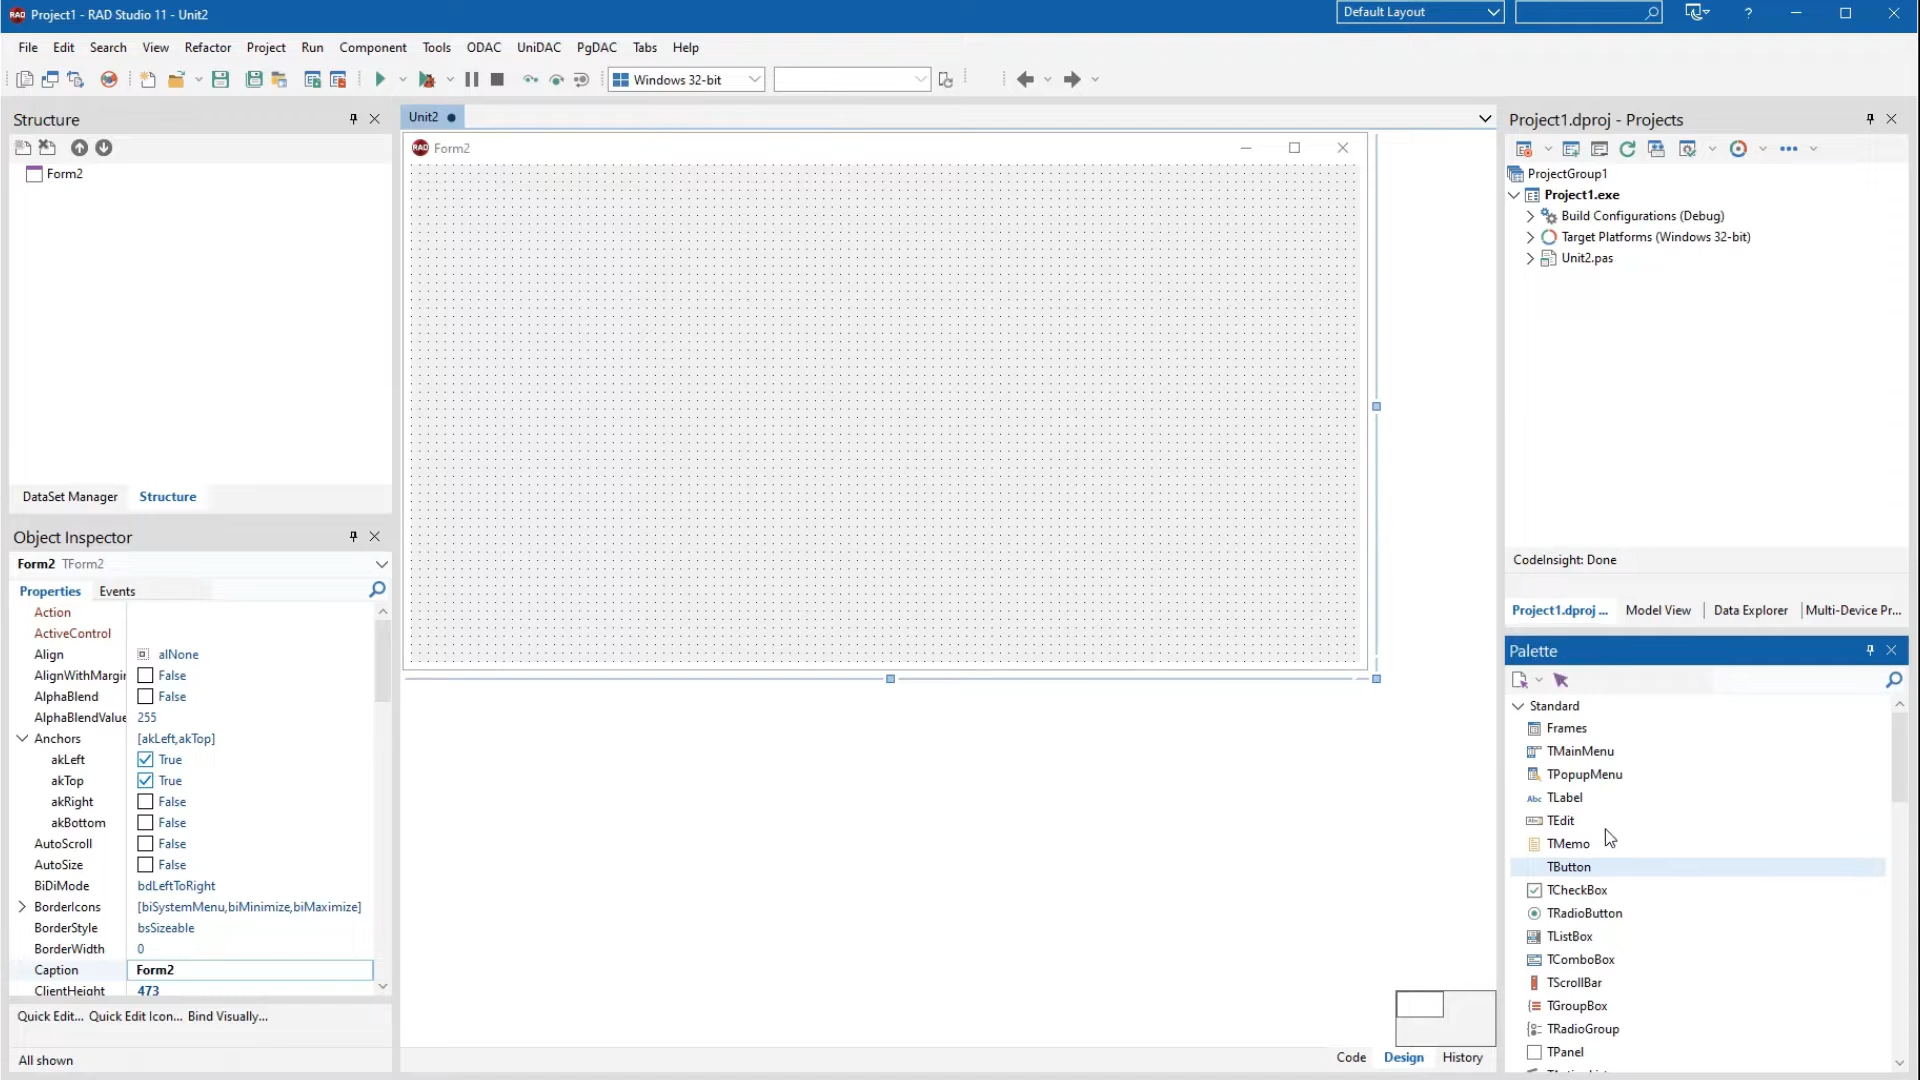 Project1 - RAD Studio 11 - Unit2
Default Layout
?
File Edit Search View Refactor Project Run Component Tools ODAC UniDAC PgDAC Tabs Help
Windows 32-bit
Structure
Form2
DataSet Manager Structure
Object Inspector
Form2 TForm2
Properties Events
Action
ActiveControl
Align alNone
AlignWithMargin False
AlphaBlend False
AlphaBlendValue 255
Anchors [akLeft,akTop]
akLeft True
akTop True
akRight False
akBottom False
AutoScroll False
AutoSize False
BiDiMode bdLeftToRight
BorderIcons [biSystemMenu,biMinimize,biMaximize]
BorderStyle bsSizeable
BorderWidth 0
Caption Form2
ClientHeight 473
Quick Edit... Quick Edit Icon... Bind Visually...
All shown
Unit2
RAD Form2
Code Design History
Project1.dproj - Projects
ProjectGroup1
Project1.exe
Build Configurations (Debug)
Target Platforms (Windows 32-bit)
Unit2.pas
CodeInsight: Done
Project1.dproj ... Model View Data Explorer Multi-Device Pr...
Palette
Standard
Frames
TMainMenu
TPopupMenu
Abc TLabel
TEdit
TMemo
TButton
TCheckBox
TRadioButton
TListBox
TComboBox
TScrollBar
TGroupBox
TRadioGroup
TPanel